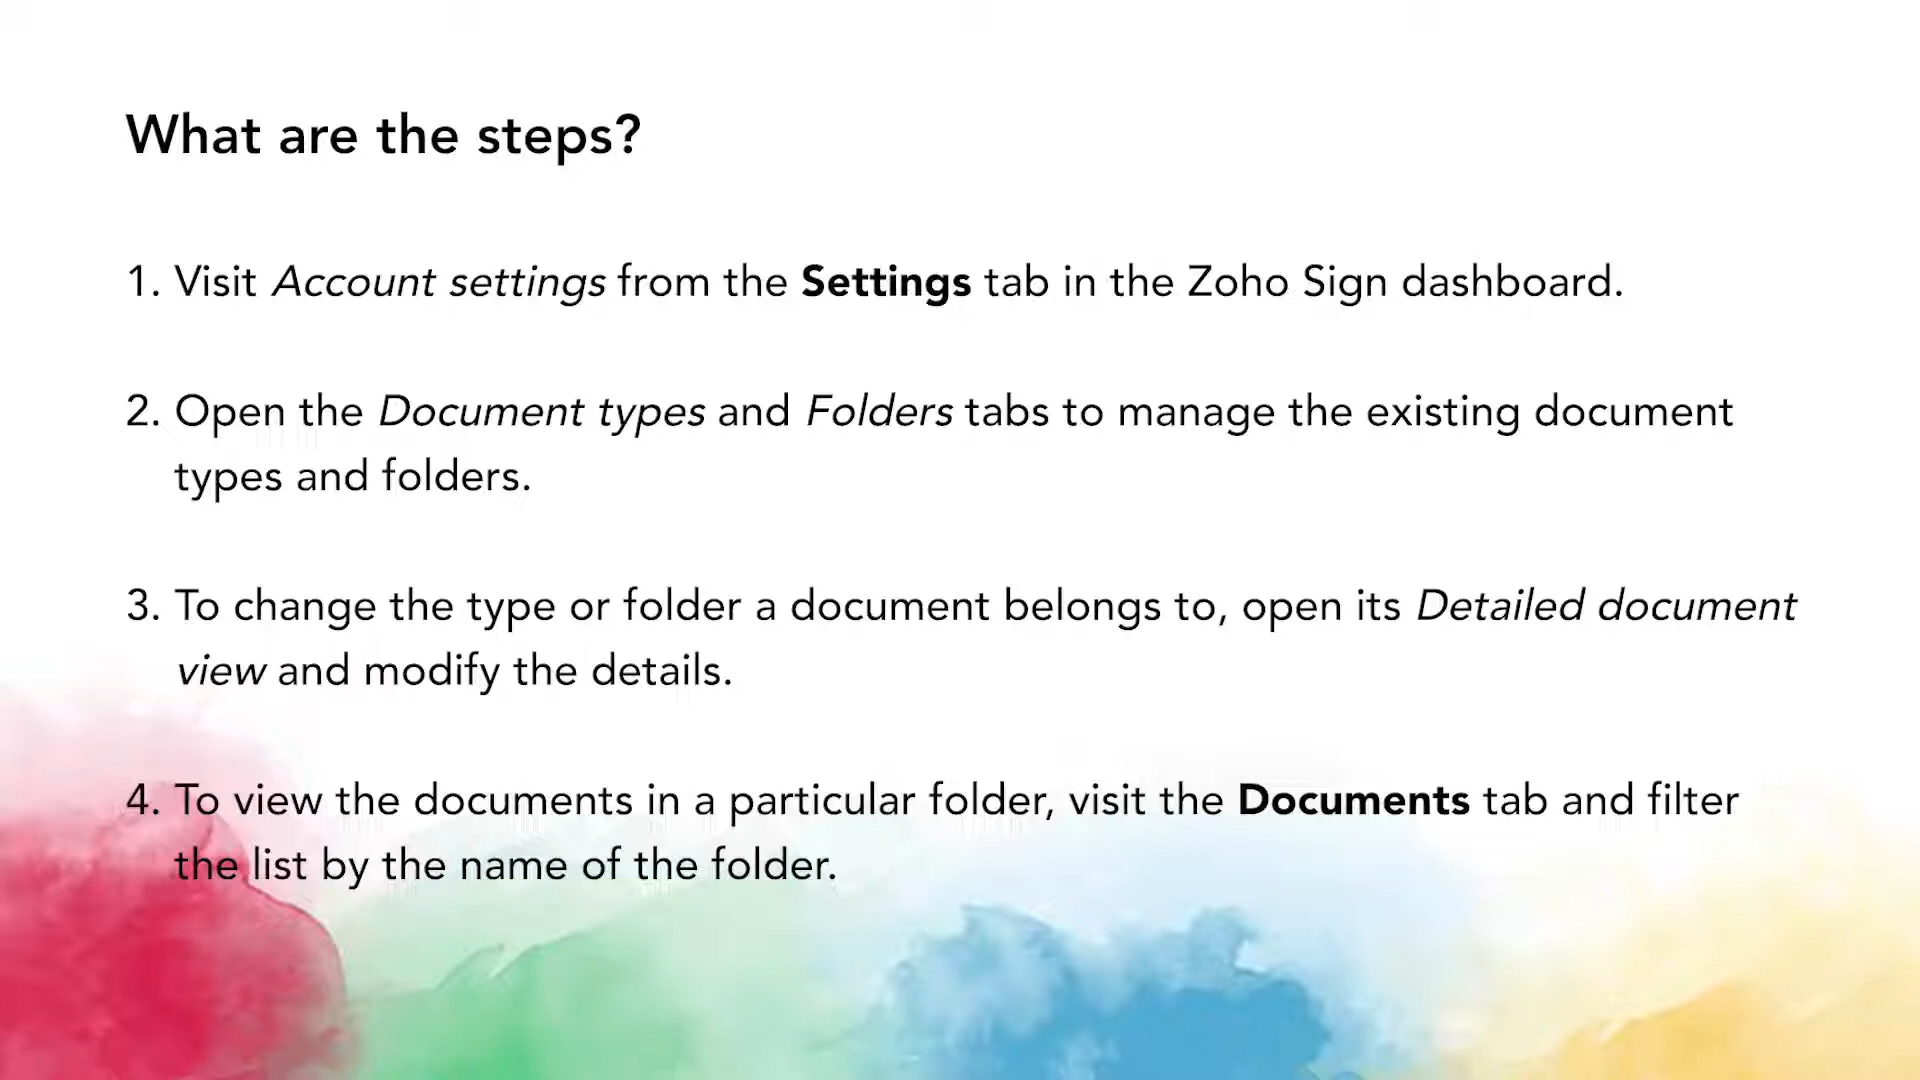 What are the steps?
1. Visit Account settings from the Settings tab in the Zoho Sign dashboard.
2. Open the Document types and Folders tabs to manage the existing document
types and folders.
3. To change the type or folder a document belongs to, open its Detailed document
view and modify the details.
4. To view the documents in a particular folder, visit the Documents tab and filter
the list by the name of the folder.